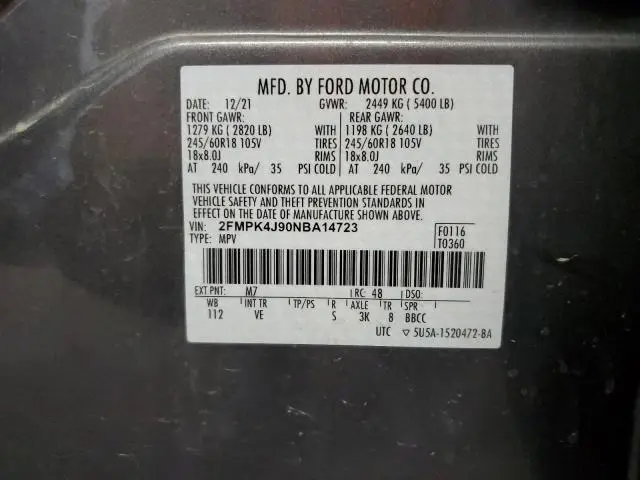 MFD. BY FORD MOTOR CO.
DATE: 12/21 GVWR: 2449 KG ( 5400 LB)
FRONT GAWR: REAR GAWR:
1279 KG ( 2820 LB) WITH 1198 KG ( 2640 LB) WITH
245/60R18 105V TIRES 245/60R18 105V TIRES
18x8.0J RIMS 18x8.0J RIMS
AT 240 kPa/ 35 PSI COLD AT 240 kPa/ 35 PSI COLD
THIS VEHICLE CONFORMS TO ALL APPLICABLE FEDERAL MOTOR
VEHICLE SAFETY AND THEFT PREVENTION STANDARDS IN
EFFECT ON THE DATE OF MANUFACTURE SHOWN ABOVE.
VIN: 2FMPK4J90NBA14723 F0116
TYPE: MPV T0360
EXT PNT: M7 RC: 48 DSO:
WB INT TR TP/PS R AXLE TR SPR
112 VE S 3K 8 BBCC
UTC ▽ 5U5A-1520472-BA